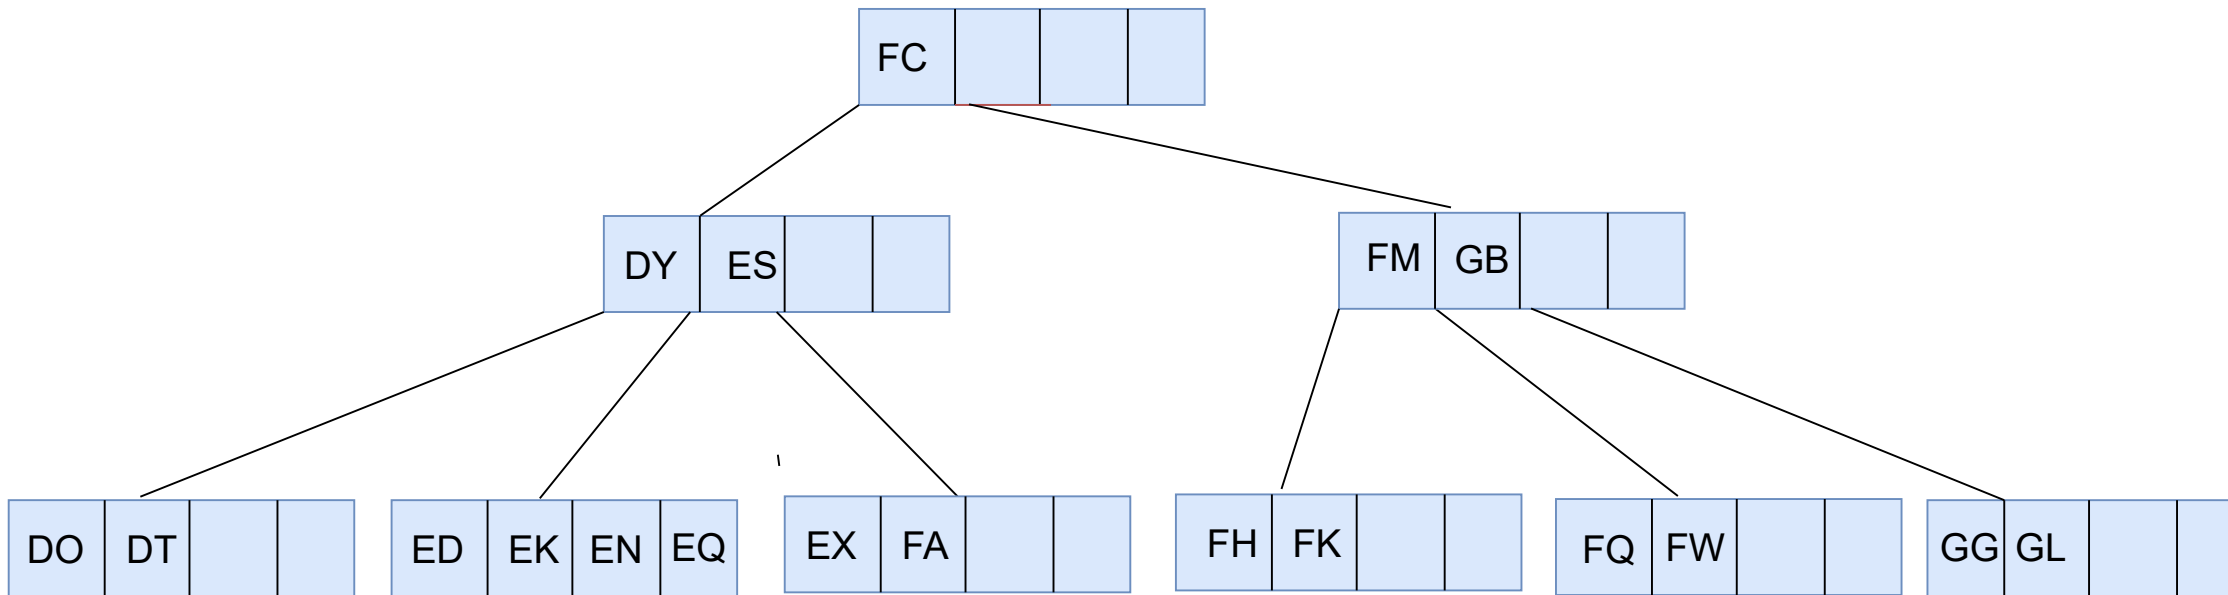 FC
DY ES
FM GB
DO DT
ED EK EN EQ
EX FA
FH FK
FQ FW
GG GL